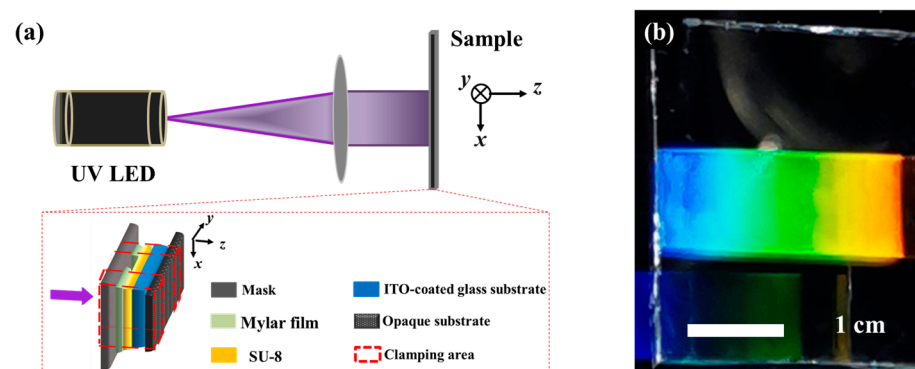 (a)
Sample
y
z
x
UV LED
y
z
x
Mask
ITO-coated glass substrate
Mylar film
Opaque substrate
SU-8
Clamping area
(b)
1 cm